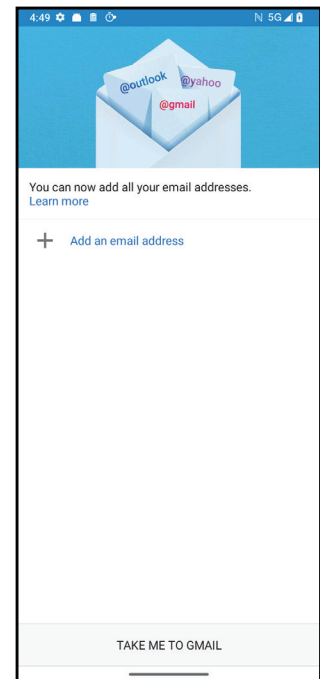 4:49
5G
@outlook
@yahoo
@gmail
You can now add all your email addresses.
Learn more
Add an email address
TAKE ME TO GMAIL